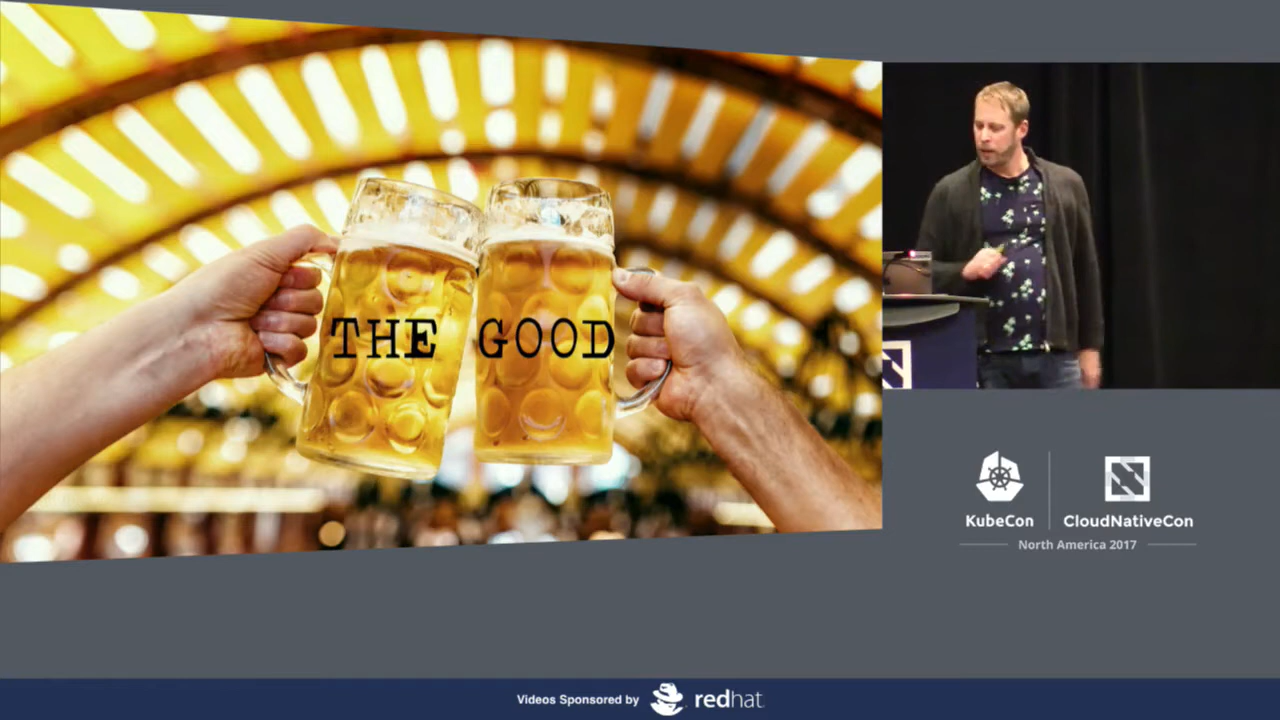 THE GOOD
KubeCon
CloudNativeCon
North America 2017
Videos Sponsored by
redhat